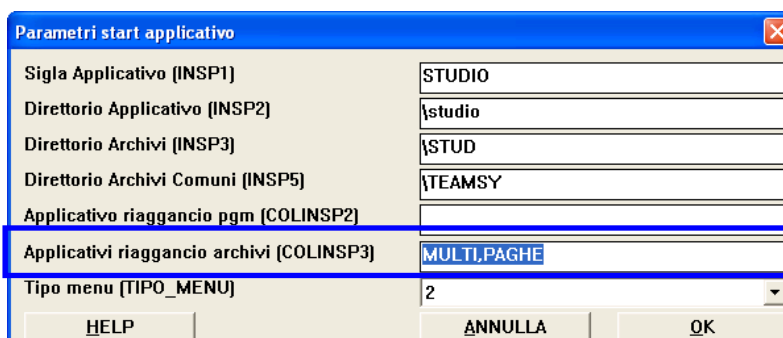 Parametri start applicativo
Sigla Applicativo (INSP1) STUDIO
Direttorio Applicativo (INSP2) \studio
Direttorio Archivi (INSP3) \STUD
Direttorio Archivi Comuni (INSP5) \TEAMSY
Applicativo riaggancio pgm (COLINSP2)
Applicativi riaggancio archivi (COLINSP3) MULTI,PAGHE
Tipo menu (TIPO_MENU) 2
HELP ANNULLA OK